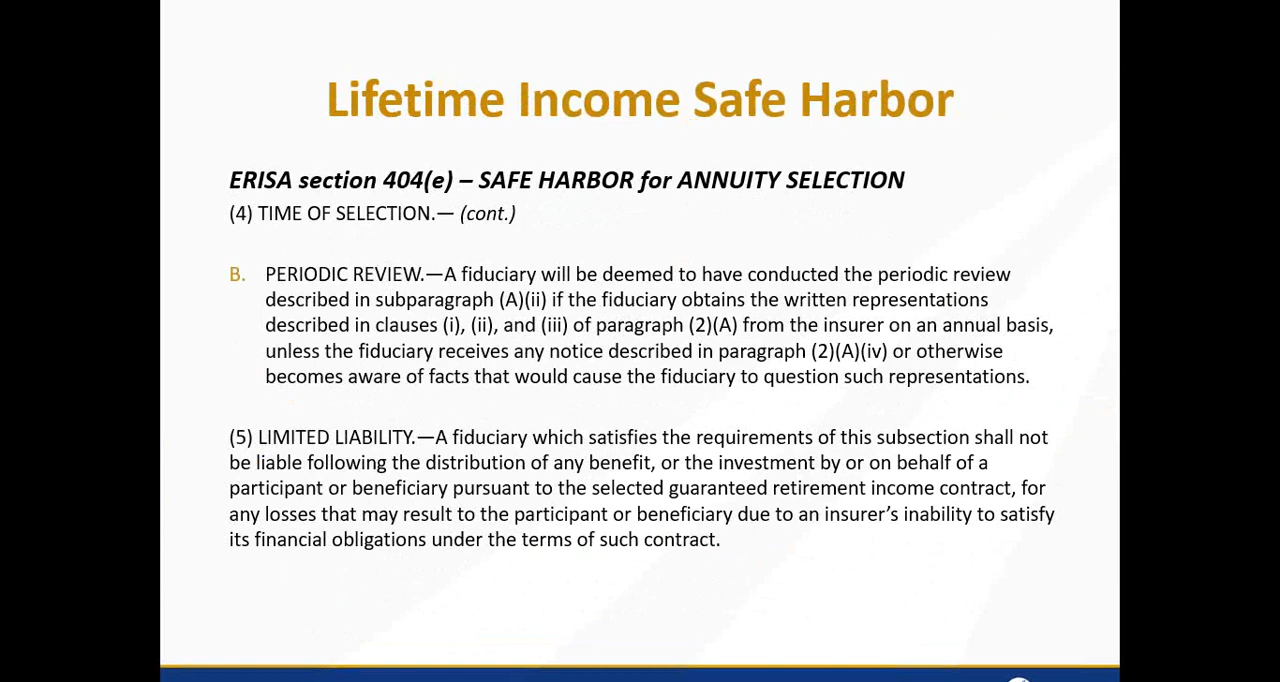 Lifetime Income Safe Harbor
ERISA section 404(e) – SAFE HARBOR for ANNUITY SELECTION
(4) TIME OF SELECTION.— (cont.)
B. PERIODIC REVIEW.—A fiduciary will be deemed to have conducted the periodic review
described in subparagraph (A)(ii) if the fiduciary obtains the written representations
described in clauses (i), (ii), and (iii) of paragraph (2)(A) from the insurer on an annual basis,
unless the fiduciary receives any notice described in paragraph (2)(A)(iv) or otherwise
becomes aware of facts that would cause the fiduciary to question such representations.
(5) LIMITED LIABILITY.—A fiduciary which satisfies the requirements of this subsection shall not
be liable following the distribution of any benefit, or the investment by or on behalf of a
participant or beneficiary pursuant to the selected guaranteed retirement income contract, for
any losses that may result to the participant or beneficiary due to an insurer’s inability to satisfy
its financial obligations under the terms of such contract.